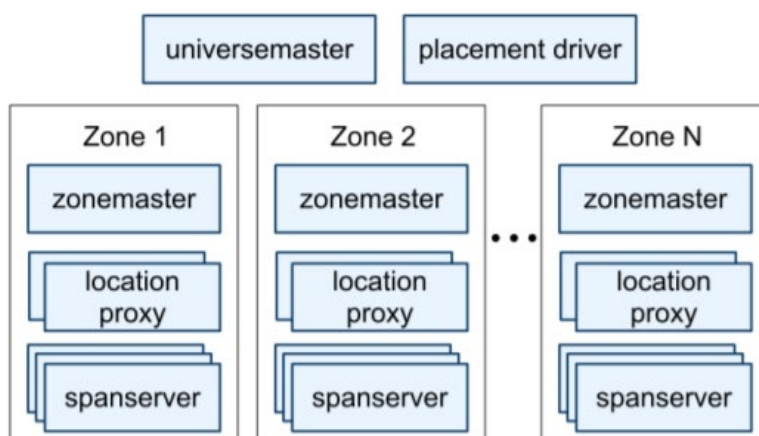 universemaster
placement driver
Zone 1
zonemaster
location
proxy
spanserver
Zone 2
zonemaster
location
proxy
spanserver
...
Zone N
zonemaster
location
proxy
spanserver